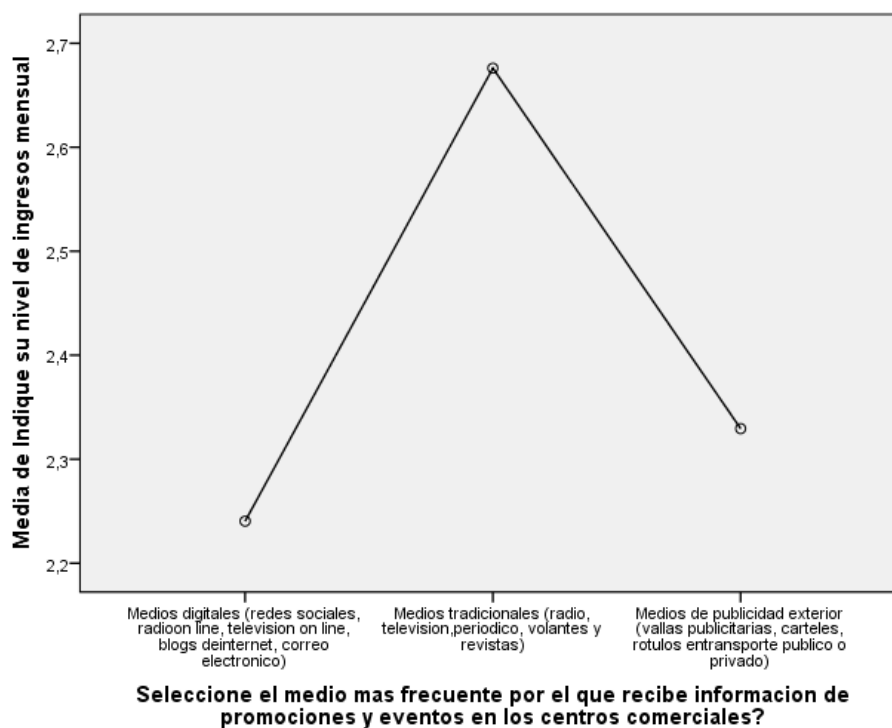 Media de Indique su nivel de ingresos mensual
2,7
2,6
2,5
2,4
2,3
2,2
Medios digitales (redes sociales,
radioon line, television on line,
blogs deinternet, correo
electronico)
Medios tradicionales (radio,
television,periodico, volantes y
revistas)
Medios de publicidad exterior
(vallas publicitarias, carteles,
rotulos entransporte publico o
privado)
Seleccione el medio mas frecuente por el que recibe informacion de
promociones y eventos en los centros comerciales?